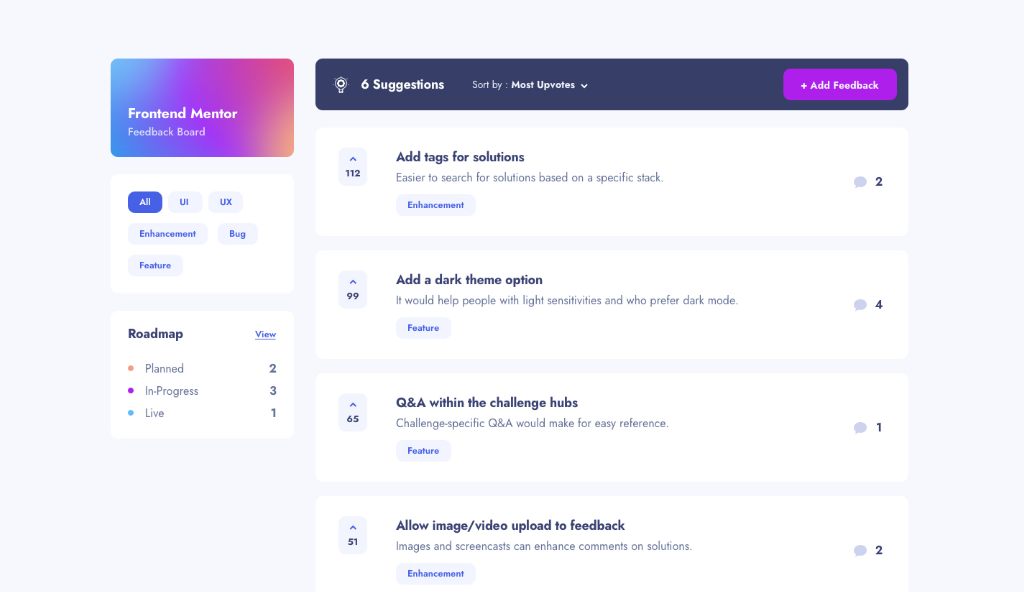 Frontend Mentor
Feedback Board
All UI UX
Enhancement Bug
Feature
Roadmap View
Planned 2
In-Progress 3
Live 1
6 Suggestions Sort by : Most Upvotes + Add Feedback
112
Add tags for solutions
Easier to search for solutions based on a specific stack.
Enhancement
2
99
Add a dark theme option
It would help people with light sensitivities and who prefer dark mode.
Feature
4
65
Q&A within the challenge hubs
Challenge-specific Q&A would make for easy reference.
Feature
1
51
Allow image/video upload to feedback
Images and screencasts can enhance comments on solutions.
Enhancement
2